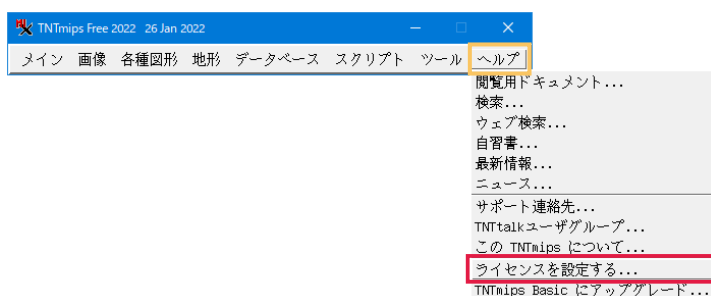 TNTmips Free 2022 26 Jan 2022
メイン 画像 各種図形 地形 データベース スクリプト ツール ヘルプ
閲覧用ドキュメント...
検索...
ウェブ検索...
自習書...
最新情報...
ニュース...
サポート連絡先...
TNTtalkユーザグループ...
この TNTmips について...
ライセンスを設定する...
TNTmips Basic にアップグレード...